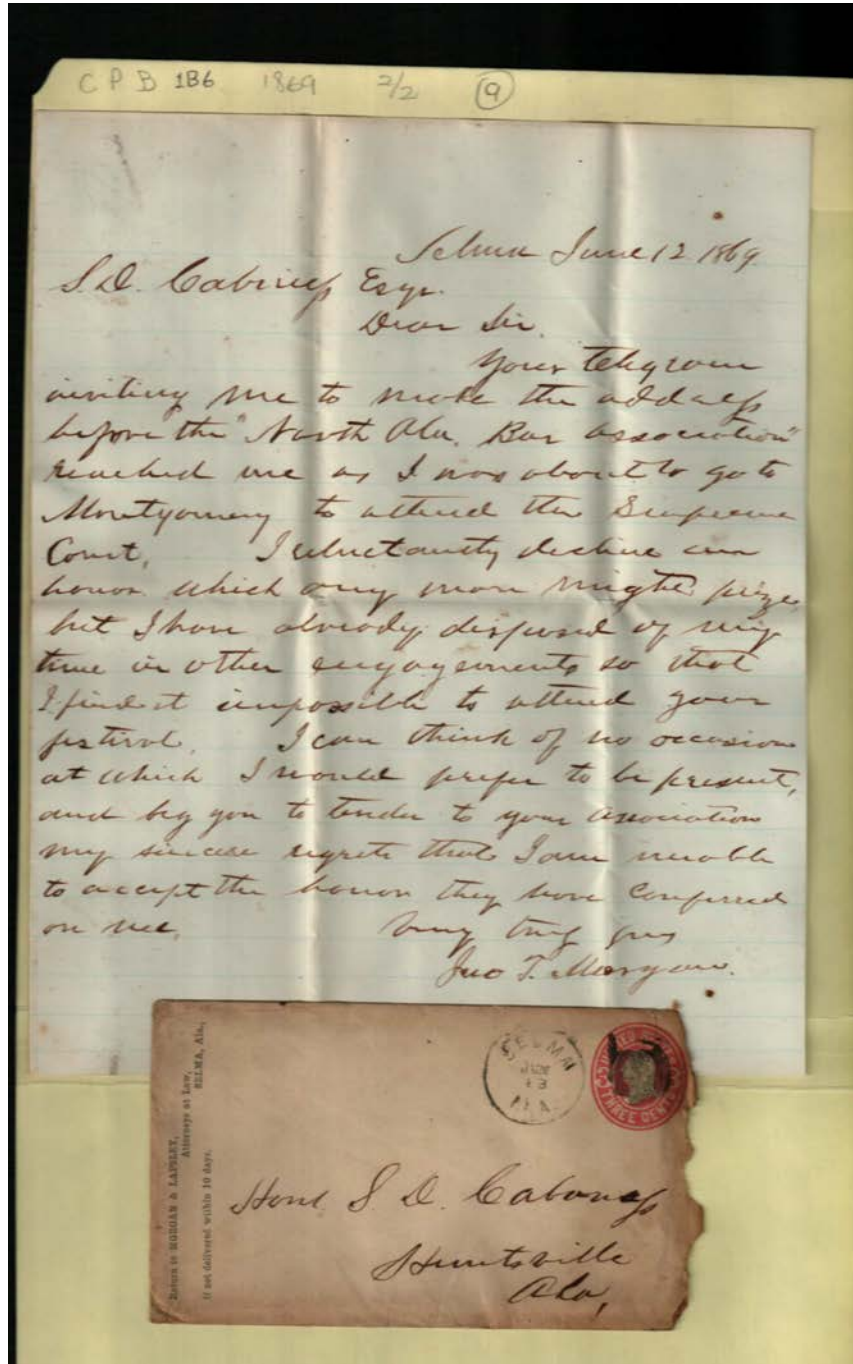 C P B 1B6 1869 2/2 9
Selma June 12 1869
S. D. Cabiness Esqr.
Dear Sir.
Your telegram
inviting me to make the address
before the "North Ala. Bar Association"
reached me as I was about to go to
Montgomery to attend the Supreme
Court, I reluctantly decline an
honor which any man might prize,
but I have already disposed of my
time in other engagements so that
I find it impossible to attend your
festival. I can think of no occasion
at which I would prefer to be present,
and beg you to tender to your Association
my sincere regrets that I am unable
to accept the honor they have conferred
on me. Very truly yrs
Jno T. Morgan.
SELMA
JUN
13
ALA.
UNITED STATES
THREE CENTS
Return to MORGAN & LAPSLEY,
Attorneys at Law,
SELMA, Ala.,
If not delivered within 10 days.
Honl. S. D. Cabaness
Huntsville
Ala,